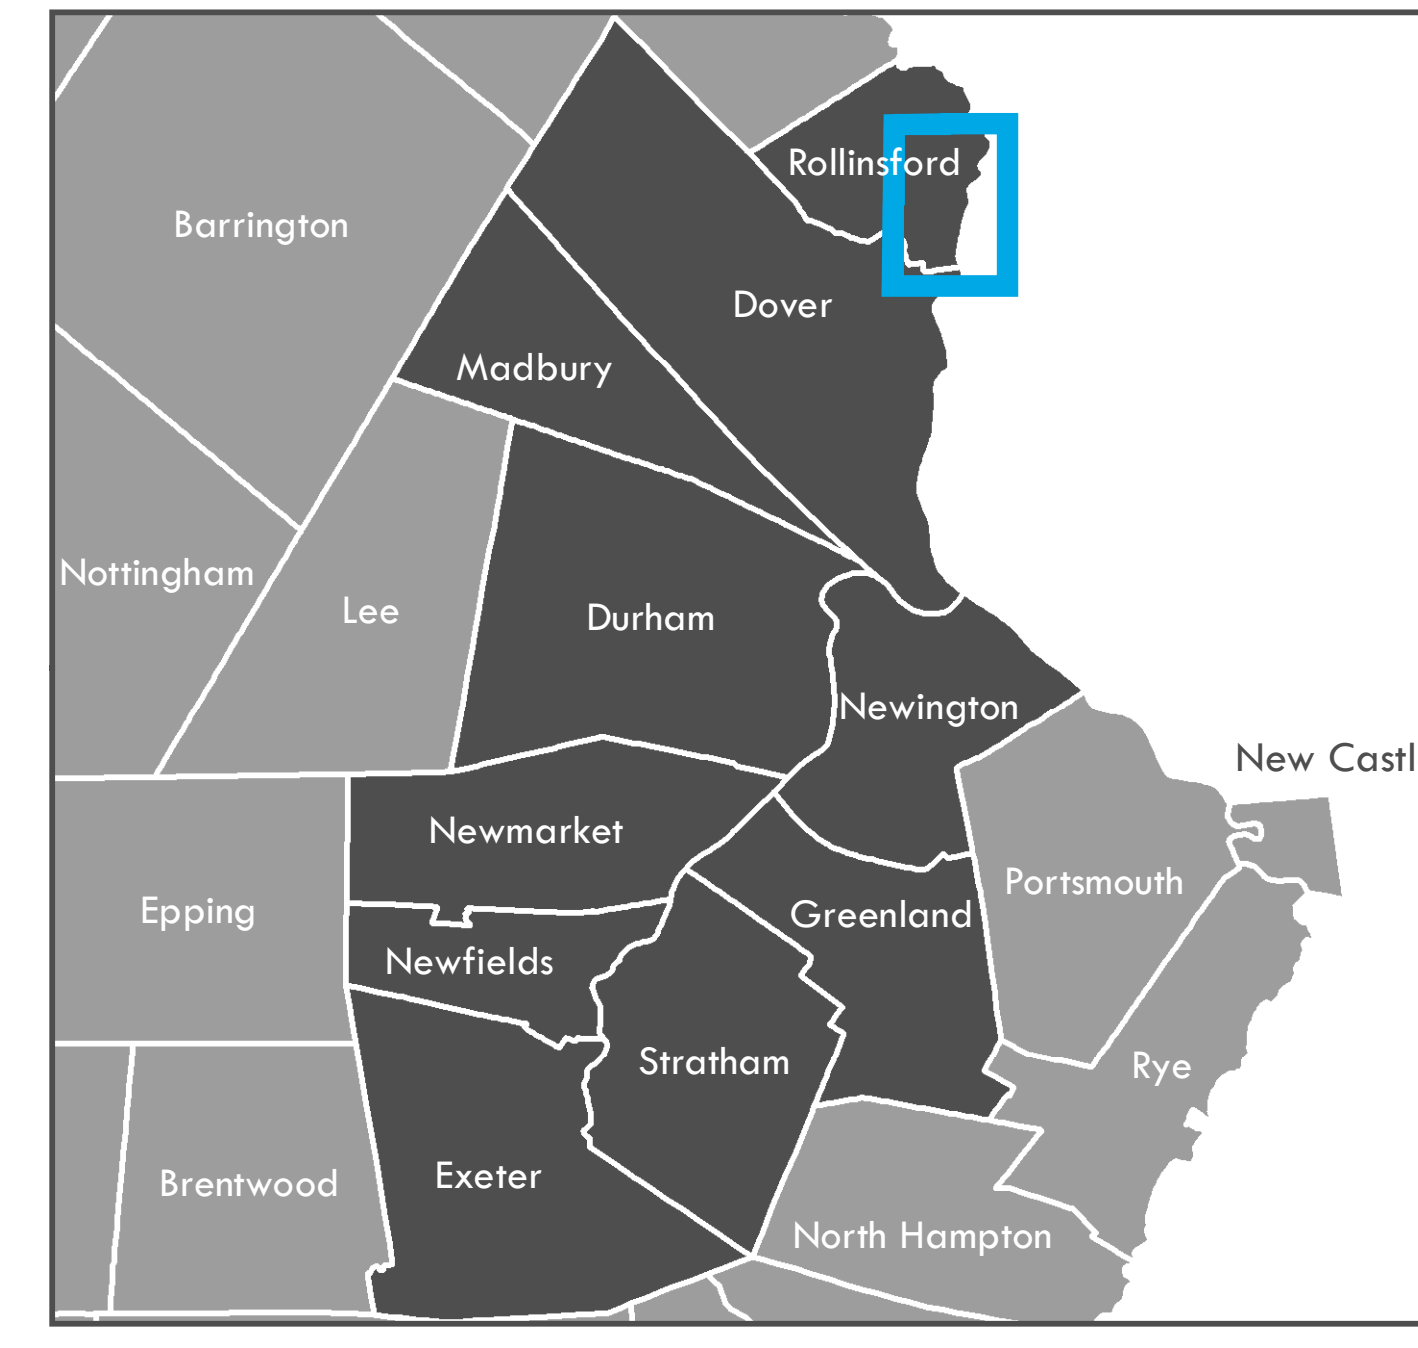 Rollinsford
Barrington
Dover
Madbury
Nottingham
Lee
Durham
Newington
New Castl
Newmarket
Portsmouth
Epping
Greenland
Newfields
Stratham
Rye
Exeter
Brentwood
North Hampton